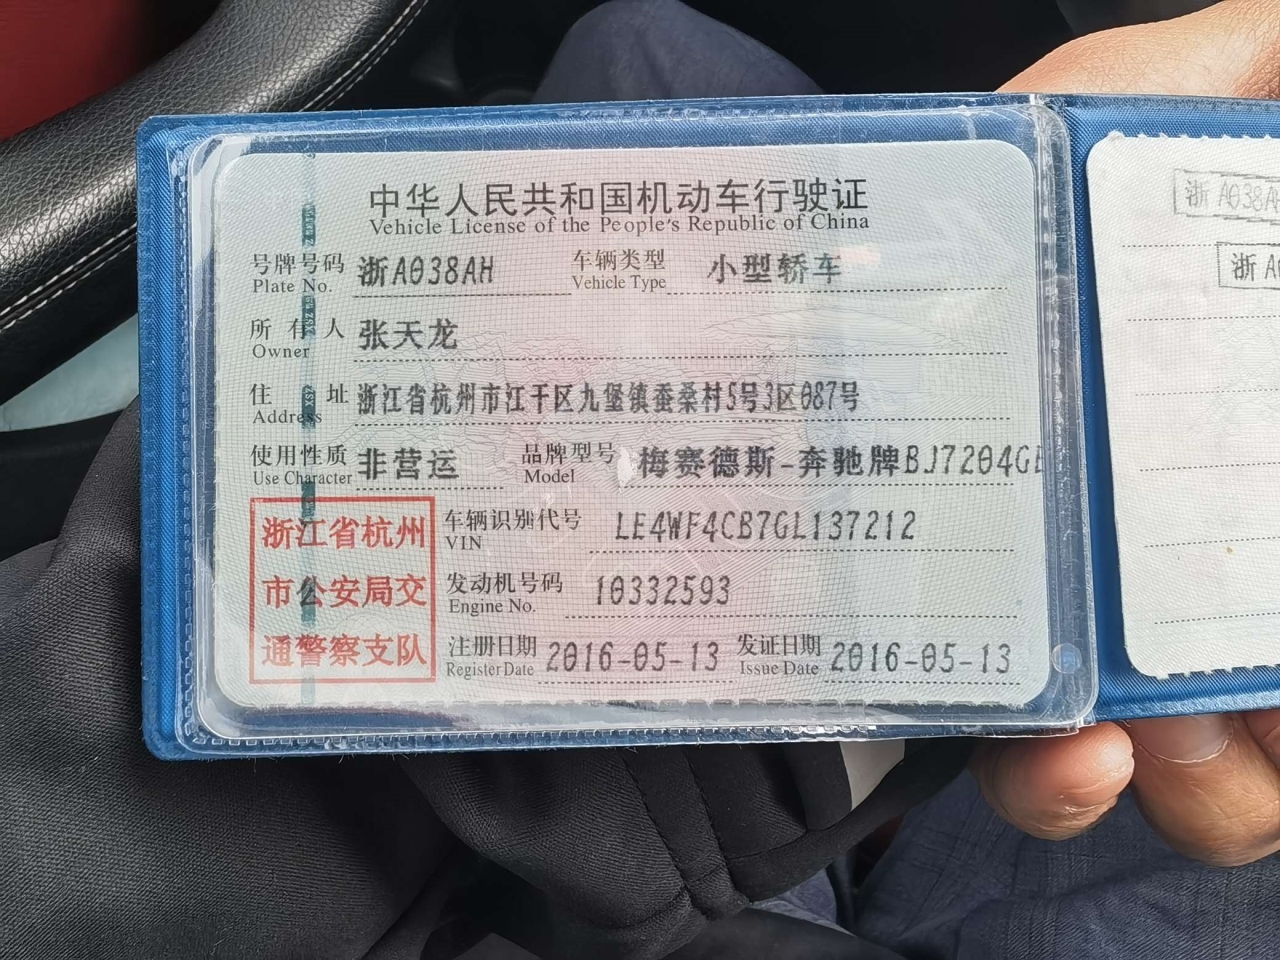 中华人民共和国机动车行驶证
Vehicle License of the People's Republic of China
号牌号码 浙A038AH 车辆类型 小型轿车
Plate No. Vehicle Type
所有人 张天龙
Owner
住址 浙江省杭州市江干区九堡镇蚕桑村5号3区087号
Address
使用性质 非营运 品牌型号 梅赛德斯-奔驰牌BJ7204GE
Use Character Model
浙江省杭州
市公安局交
通警察支队
车辆识别代号 LE4WF4CB7GL137212
VIN
发动机号码 10332593
Engine No.
注册日期 2016-05-13 发证日期 2016-05-13
Register Date Issue Date
浙A038A
浙A0